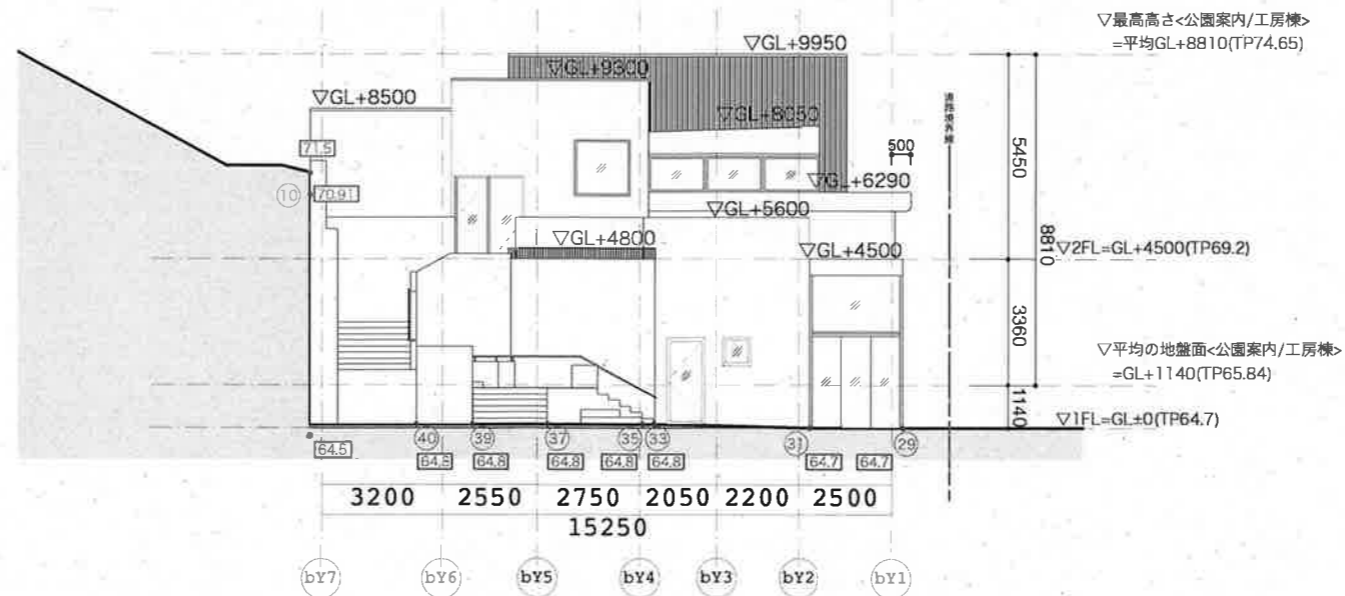 ▽最高高さ<公園案内/工房棟>
=平均GL+8810(TP74.65)
▽GL+9950
▽GL+9300
▽GL+8500
▽GL+8050
道路境界線
71.5
500
5450
10
70.91
▽GL+6290
▽GL+5600
▽GL+4800
▽GL+4500
8810
▽2FL=GL+4500(TP69.2)
3360
▽平均の地盤面<公園案内/工房棟>
=GL+1140(TP65.84)
1140
▽1FL=GL±0(TP64.7)
40 39 37 35 33 31 29
64.5 64.8 64.8 64.8 64.8 64.7 64.7
3200 2550 2750 2050 2200 2500
15250
bY7 bY6 bY5 bY4 bY3 bY2 bY1